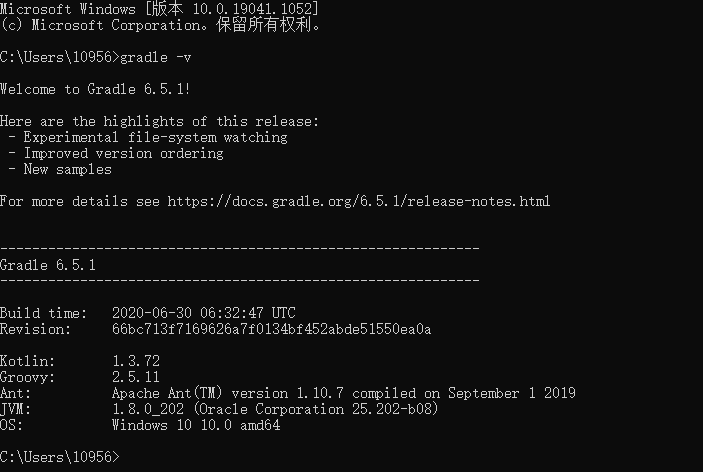 Microsoft Windows [版本 10.0.19041.1052]
(c) Microsoft Corporation。保留所有权利。
C:\Users\10956>gradle -v
Welcome to Gradle 6.5.1!
Here are the highlights of this release:
 - Experimental file-system watching
 - Improved version ordering
 - New samples
For more details see https://docs.gradle.org/6.5.1/release-notes.html
------------------------------------------------------------
Gradle 6.5.1
------------------------------------------------------------
Build time:   2020-06-30 06:32:47 UTC
Revision:     66bc713f7169626a7f0134bf452abde51550ea0a
Kotlin:       1.3.72
Groovy:       2.5.11
Ant:          Apache Ant(TM) version 1.10.7 compiled on September 1 2019
JVM:          1.8.0_202 (Oracle Corporation 25.202-b08)
OS:           Windows 10 10.0 amd64
C:\Users\10956>